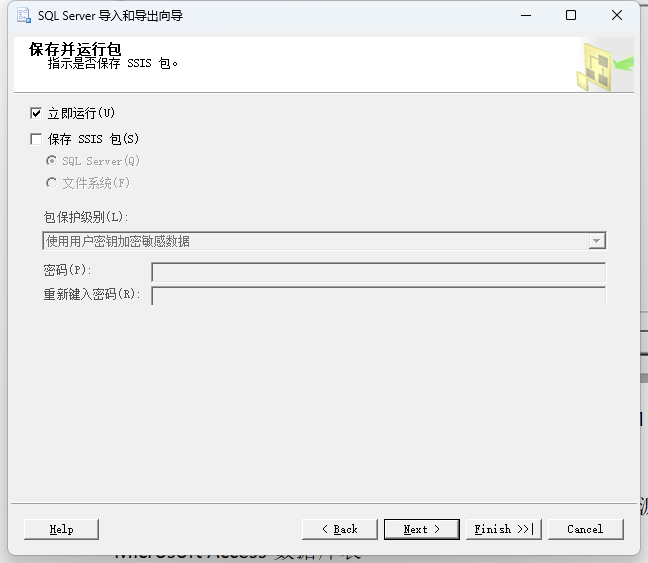 SQL Server 导入和导出向导
保存并运行包
指示是否保存 SSIS 包。
立即运行(U)
保存 SSIS 包(S)
SQL Server(Q)
文件系统(F)
包保护级别(L):
使用用户密钥加密敏感数据
密码(P):
重新键入密码(R):
Help
< Back
Next >
Finish >>|
Cancel